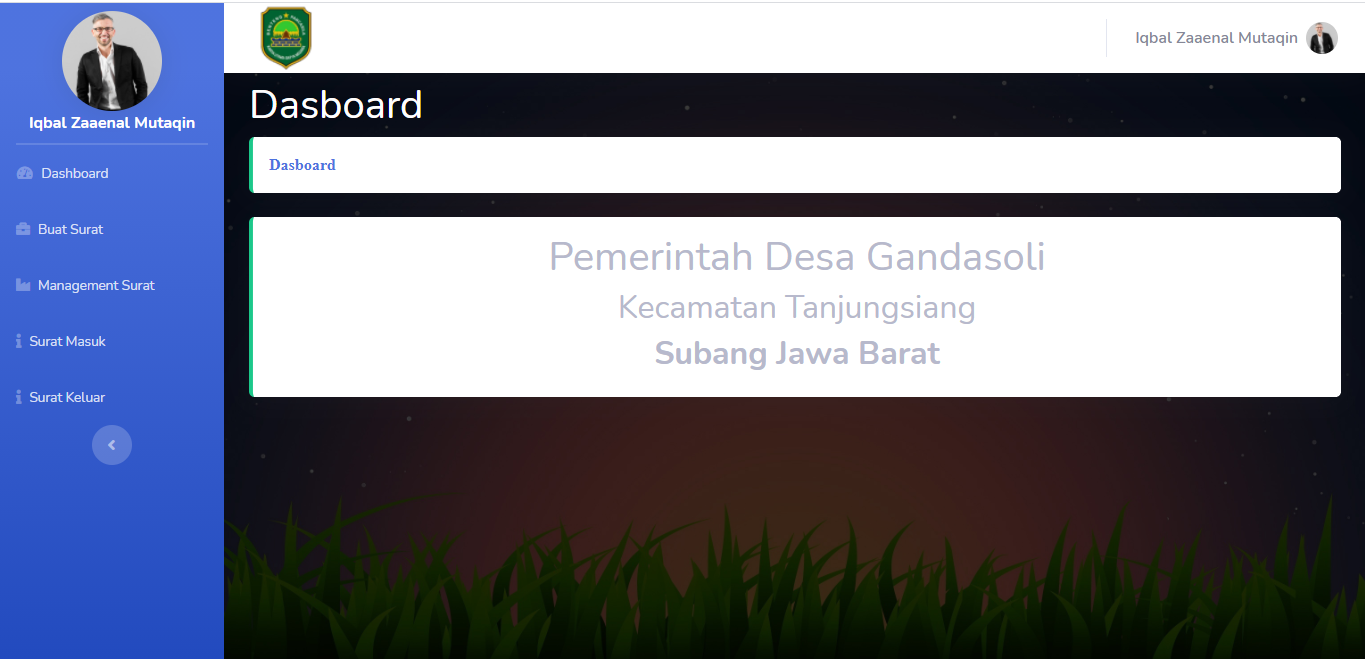 Iqbal Zaaenal Mutaqin
Dashboard
Buat Surat
Management Surat
Surat Masuk
Surat Keluar
Iqbal Zaaenal Mutaqin
Dasboard
Dasboard
Pemerintah Desa Gandasoli
Kecamatan Tanjungsiang
Subang Jawa Barat